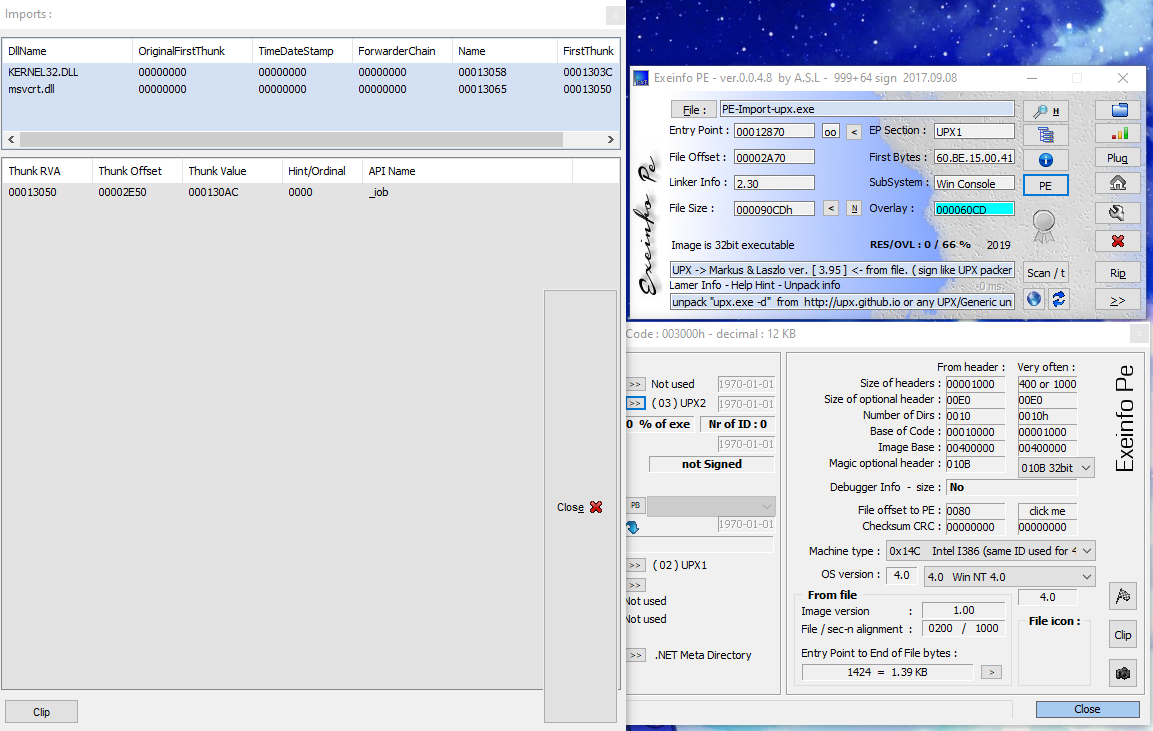 Imports :
DllName OriginalFirstThunk TimeDateStamp ForwarderChain Name FirstThunk
KERNEL32.DLL 00000000 00000000 00000000 00013058 0001303C
msvcrt.dll 00000000 00000000 00000000 00013065 00013050
Thunk RVA Thunk Offset Thunk Value Hint/Ordinal API Name
00013050 00002E50 000130AC 0000 _iob
Close
Clip
Exeinfo PE - ver.0.0.4.8 by A.S.L - 999+64 sign 2017.09.08
Exeinfo Pe
File : PE-Import-upx.exe H
Entry Point : 00012870 oo < EP Section : UPX1
File Offset : 00002A70 First Bytes : 60.BE.15.00.41 Plug
Linker Info : 2.30 SubSystem : Win Console PE
File Size : 000090CDh < N Overlay : 000060CD
Image is 32bit executable RES/OVL : 0 / 66 % 2019
UPX -> Markus & Laszlo ver. [ 3.95 ] <- from file. ( sign like UPX packer Scan / t Rip
Lamer Info - Help Hint - Unpack info ~0 ms.
unpack "upx.exe -d" from http://upx.github.io or any UPX/Generic un >>
Code : 003000h - decimal : 12 KB
>> Not used 1970-01-01
>> ( 03 ) UPX2 1970-01-01
0 % of exe Nr of ID : 0
1970-01-01
not Signed
PB
1970-01-01
>> ( 02 ) UPX1
>>
Not used
Not used
>> .NET Meta Directory
From header : Very often :
Size of headers : 00001000 400 or 1000
Size of optional header : 00E0 00E0
Number of Dirs : 0010 0010h
Base of Code : 00010000 00001000
Image Base : 00400000 00400000
Magic optional header : 010B 010B 32bit
Debugger Info - size : No
File offset to PE : 0080 click me
Checksum CRC : 00000000 00000000
Machine type : 0x14C Intel I386 (same ID used for 4
OS version : 4.0 4.0 Win NT 4.0
From file 4.0
Image version : 1.00 File icon :
File / sec-n alignment : 0200 / 1000
Entry Point to End of File bytes :
1424 = 1.39 KB >
Exeinfo Pe
Clip
Close